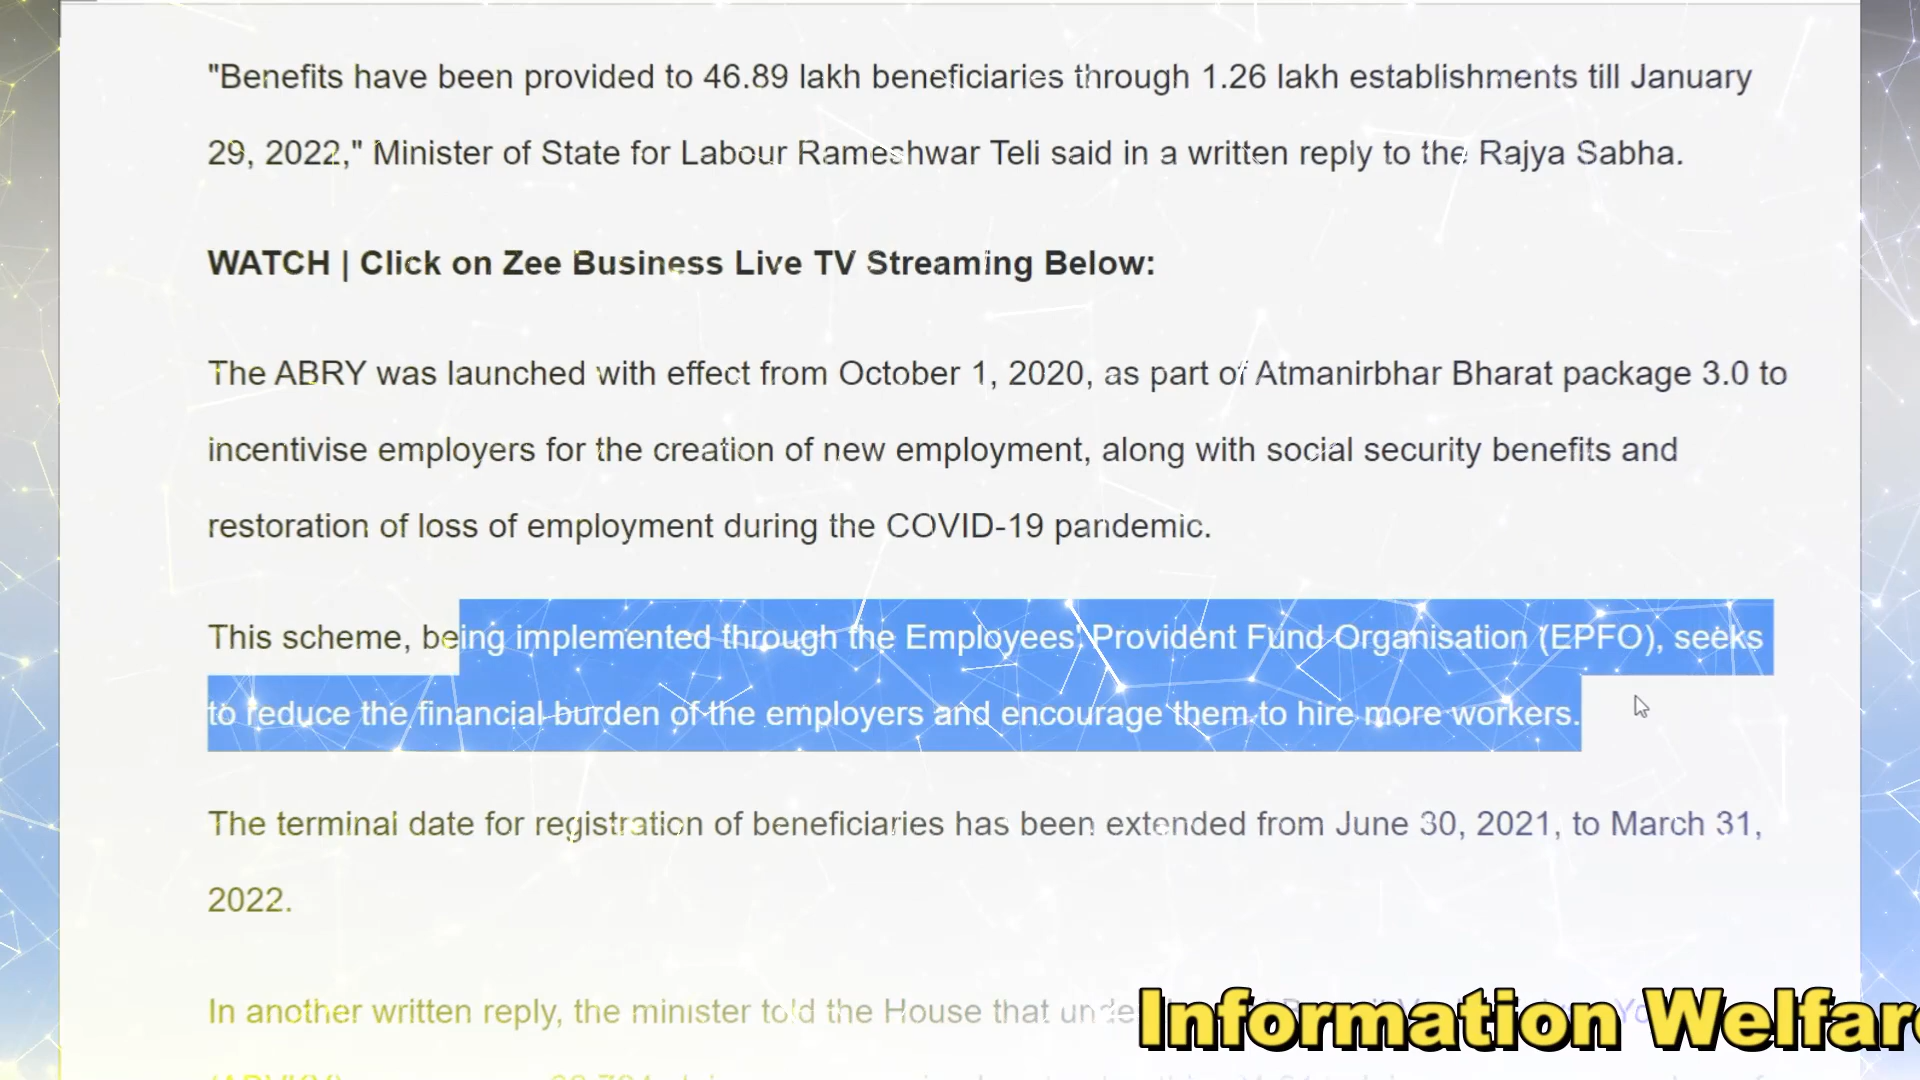 "Benefits have been provided to 46.89 lakh beneficiaries through 1.26 lakh establishments till January
29, 2022," Minister of State for Labour Rameshwar Teli said in a written reply to the Rajya Sabha.
WATCH | Click on Zee Business Live TV Streaming Below:
The ABRY was launched with effect from October 1, 2020, as part of Atmanirbhar Bharat package 3.0 to
incentivise employers for the creation of new employment, along with social security benefits and
restoration of loss of employment during the COVID-19 pandemic.
This scheme, being implemented through the Employees' Provident Fund Organisation (EPFO), seeks
to reduce the financial burden of the employers and encourage them to hire more workers.
The terminal date for registration of beneficiaries has been extended from June 30, 2021, to March 31,
2022.
In another written reply, the minister told the House that unde
Information Welfar